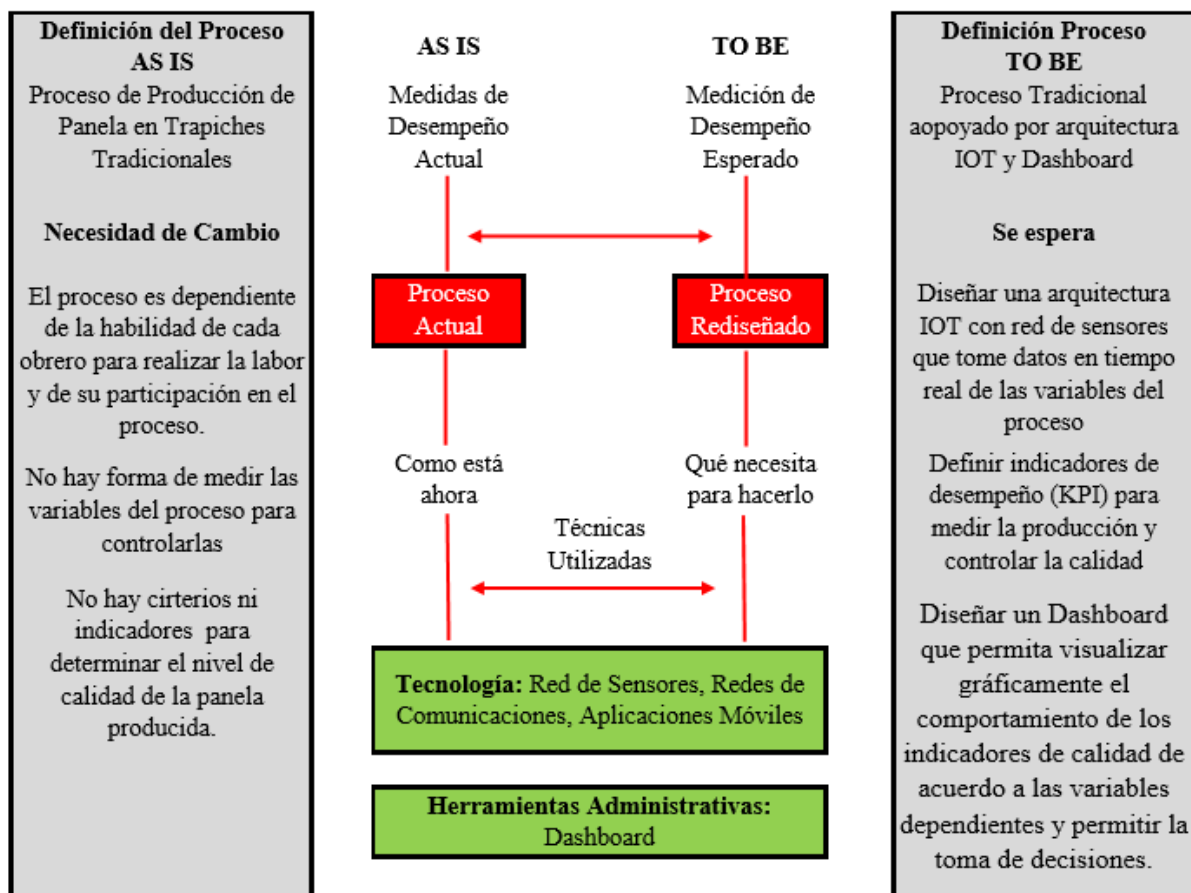 Definición del Proceso
AS IS
Proceso de Producción de
Panela en Trapiches
Tradicionales
Necesidad de Cambio
El proceso es dependiente
de la habilidad de cada
obrero para realizar la labor
y de su participación en el
proceso.
No hay forma de medir las
variables del proceso para
controlarlas
No hay cirterios ni
indicadores para
determinar el nivel de
calidad de la panela
producida.
AS IS
Medidas de
Desempeño
Actual
TO BE
Medición de
Desempeño
Esperado
Proceso
Actual
Proceso
Rediseñado
Como está
ahora
Qué necesita
para hacerlo
Técnicas
Utilizadas
Tecnología: Red de Sensores, Redes de
Comunicaciones, Aplicaciones Móviles
Herramientas Administrativas:
Dashboard
Definición Proceso
TO BE
Proceso Tradicional
aopoyado por arquitectura
IOT y Dashboard
Se espera
Diseñar una arquitectura
IOT con red de sensores
que tome datos en tiempo
real de las variables del
proceso
Definir indicadores de
desempeño (KPI) para
medir la producción y
controlar la calidad
Diseñar un Dashboard
que permita visualizar
gráficamente el
comportamiento de los
indicadores de calidad de
acuerdo a las variables
dependientes y permitir la
toma de decisiones.